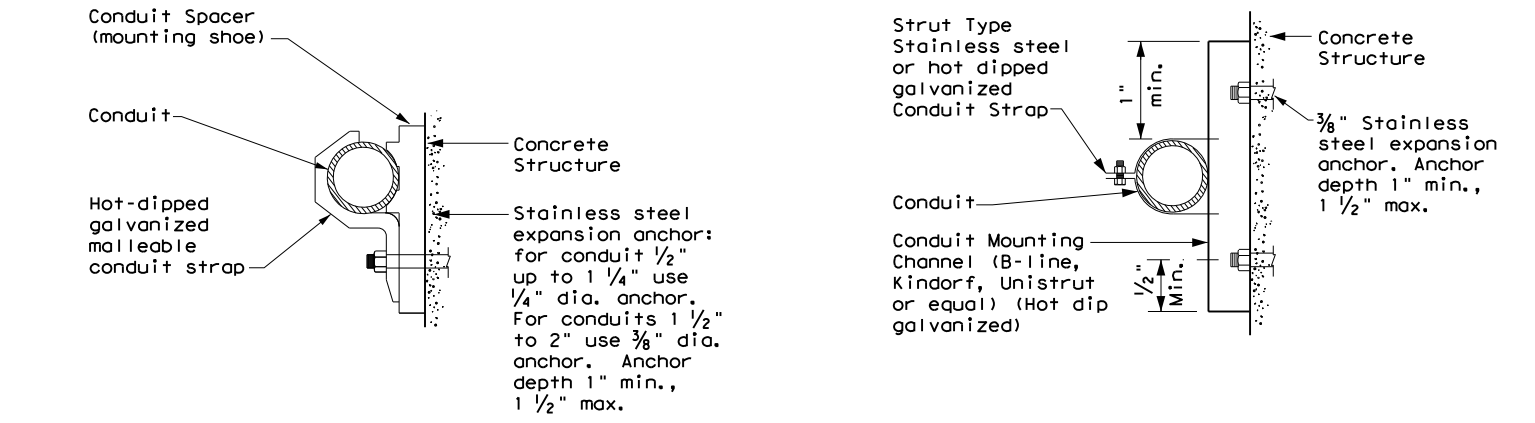 Conduit Spacer
(mounting shoe)
Conduit
Hot-dipped
galvanized
malleable
conduit strap
Concrete
Structure
Stainless steel
expansion anchor:
for conduit 1/2"
up to 1 1/4" use
1/4" dia. anchor.
For conduits 1 1/2"
to 2" use 3/8" dia.
anchor. Anchor
depth 1" min.,
1 1/2" max.
Strut Type
Stainless steel
or hot dipped
galvanized
Conduit Strap
Conduit
Conduit Mounting
Channel (B-line,
Kindorf, Unistrut
or equal) (Hot dip
galvanized)
1"
min.
1/2"
Min.
Concrete
Structure
3/8" Stainless
steel expansion
anchor. Anchor
depth 1" min.,
1 1/2" max.